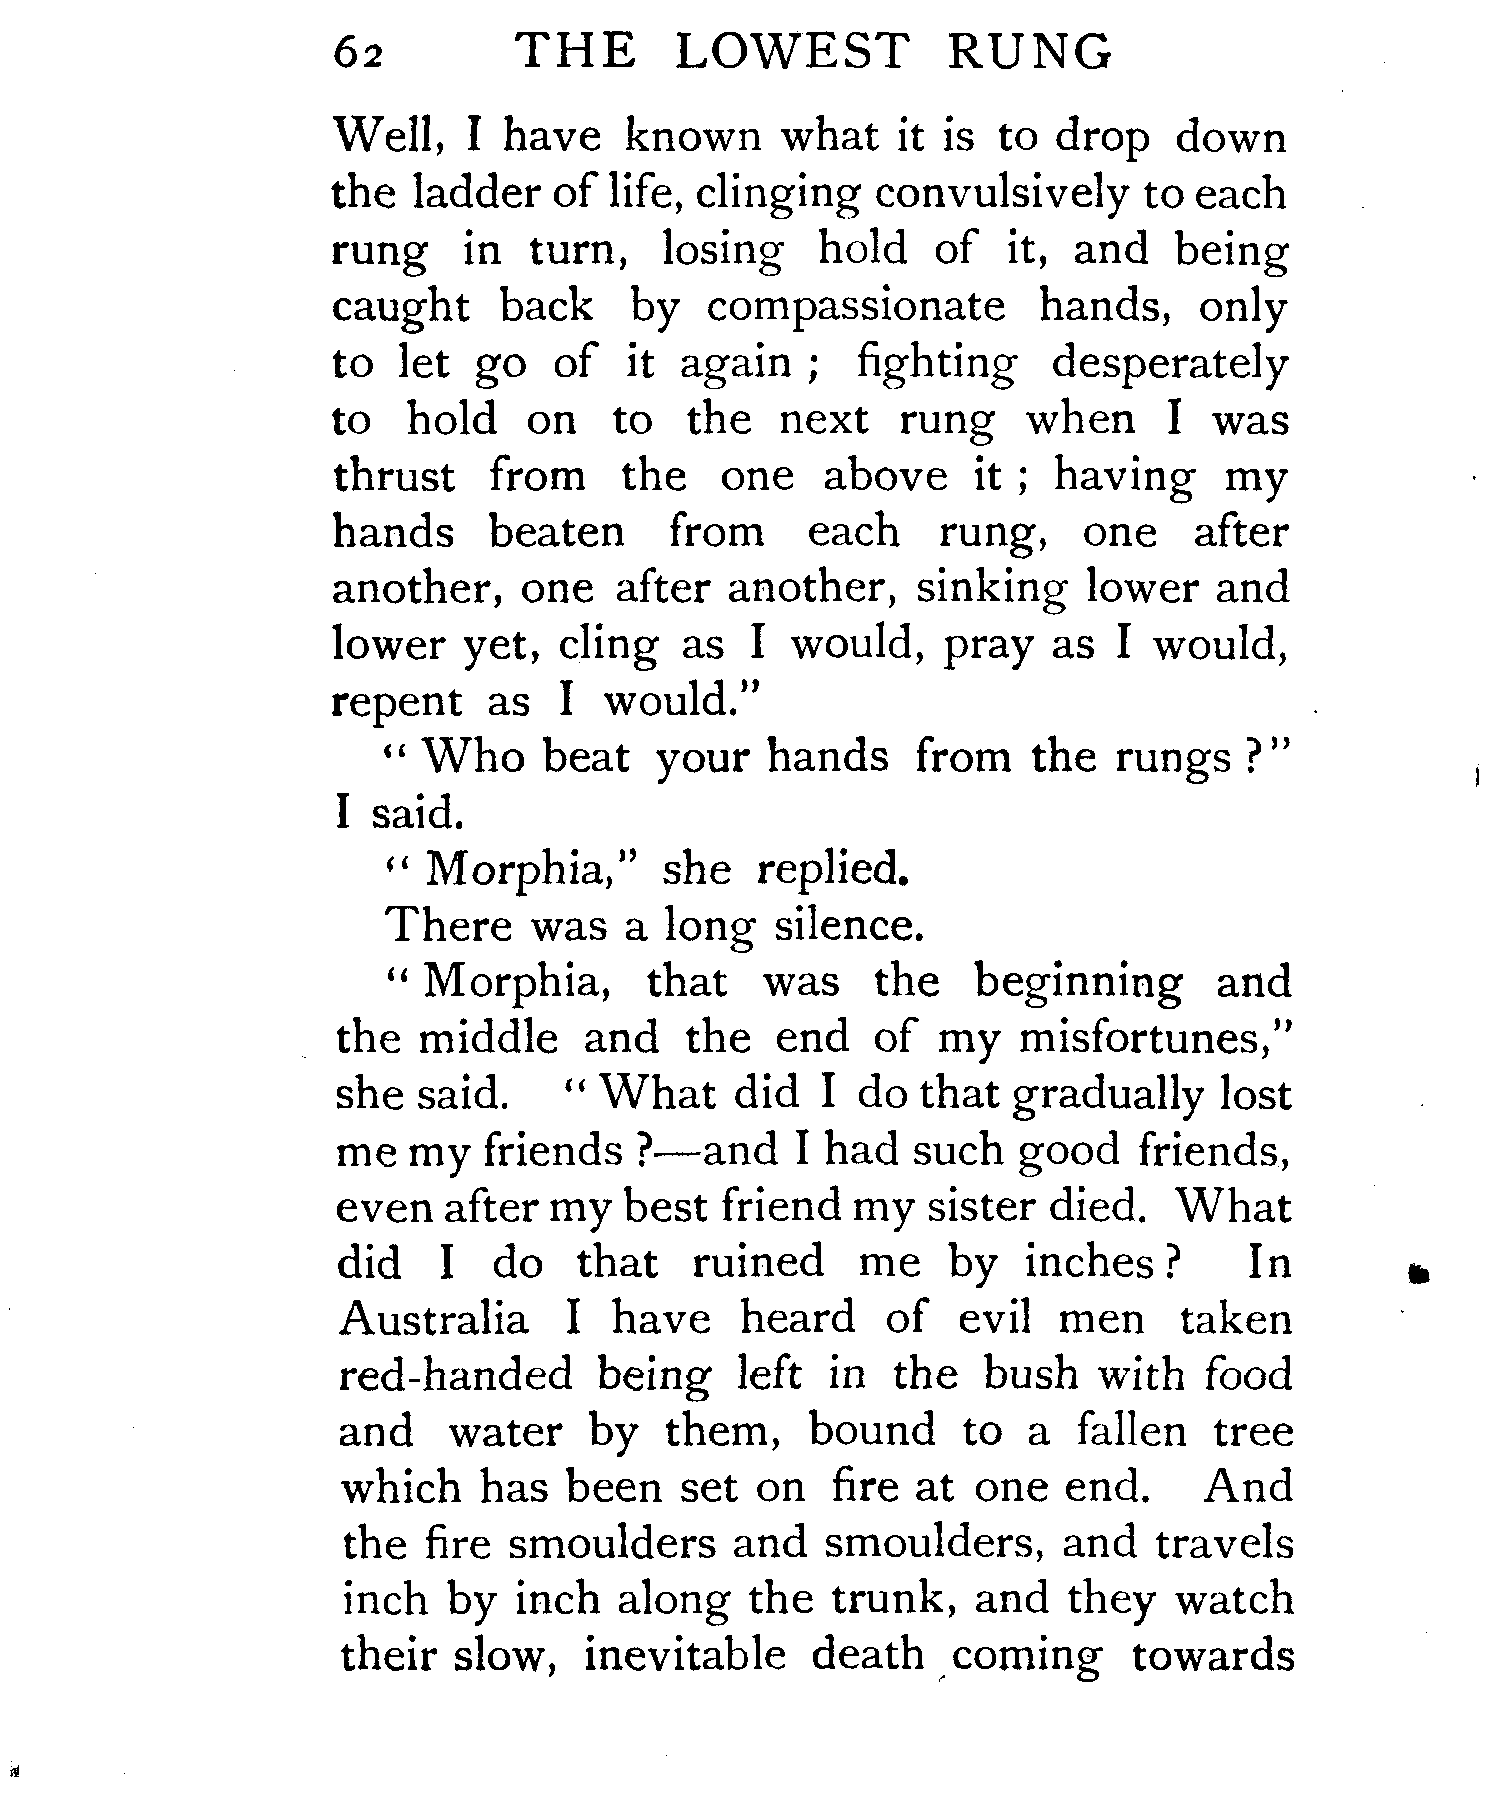 62 THE LOWEST RUNG
Well, I have known what it is to drop down
the ladder of life, clinging convulsively to each
rung in turn, losing hold of it, and being
caught back by compassionate hands, only
to let go of it again ; fighting desperately
to hold on to the next rung when I was
thrust from the one above it ; having my
hands beaten from each rung, one after
another, one after another, sinking lower and
lower yet, cling as I would, pray as I would,
repent as I would."
" Who beat your hands from the rungs ?"
I said.
" Morphia," she replied.
There was a long silence.
" Morphia, that was the beginning and
the middle and the end of my misfortunes,"
she said. " What did I do that gradually lost
me my friends ?—and I had such good friends,
even after my best friend my sister died. What
did I do that ruined me by inches ? In
Australia I have heard of evil men taken
red-handed being left in the bush with food
and water by them, bound to a fallen tree
which has been set on fire at one end. And
the fire smoulders and smoulders, and travels
inch by inch along the trunk, and they watch
their slow, inevitable death coming towards